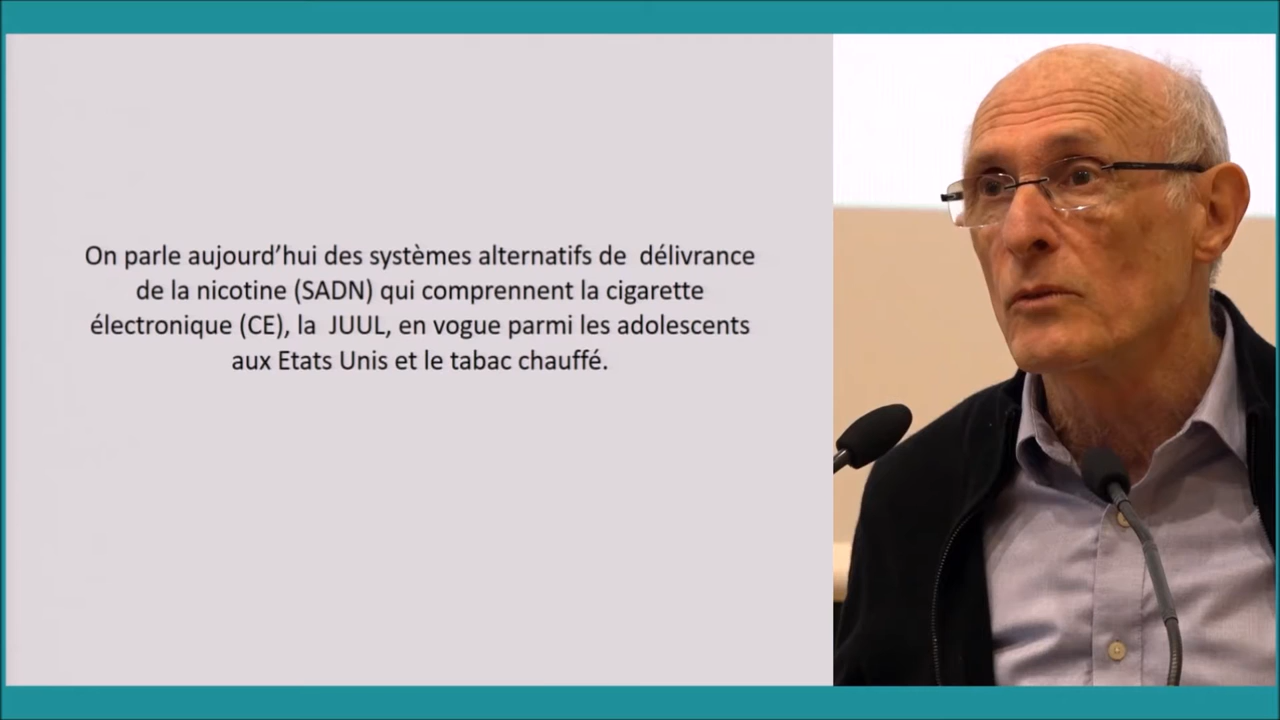 On parle aujourd’hui des systèmes alternatifs de  délivrance
de la nicotine (SADN) qui comprennent la cigarette
électronique (CE), la  JUUL, en vogue parmi les adolescents
aux Etats Unis et le tabac chauffé.